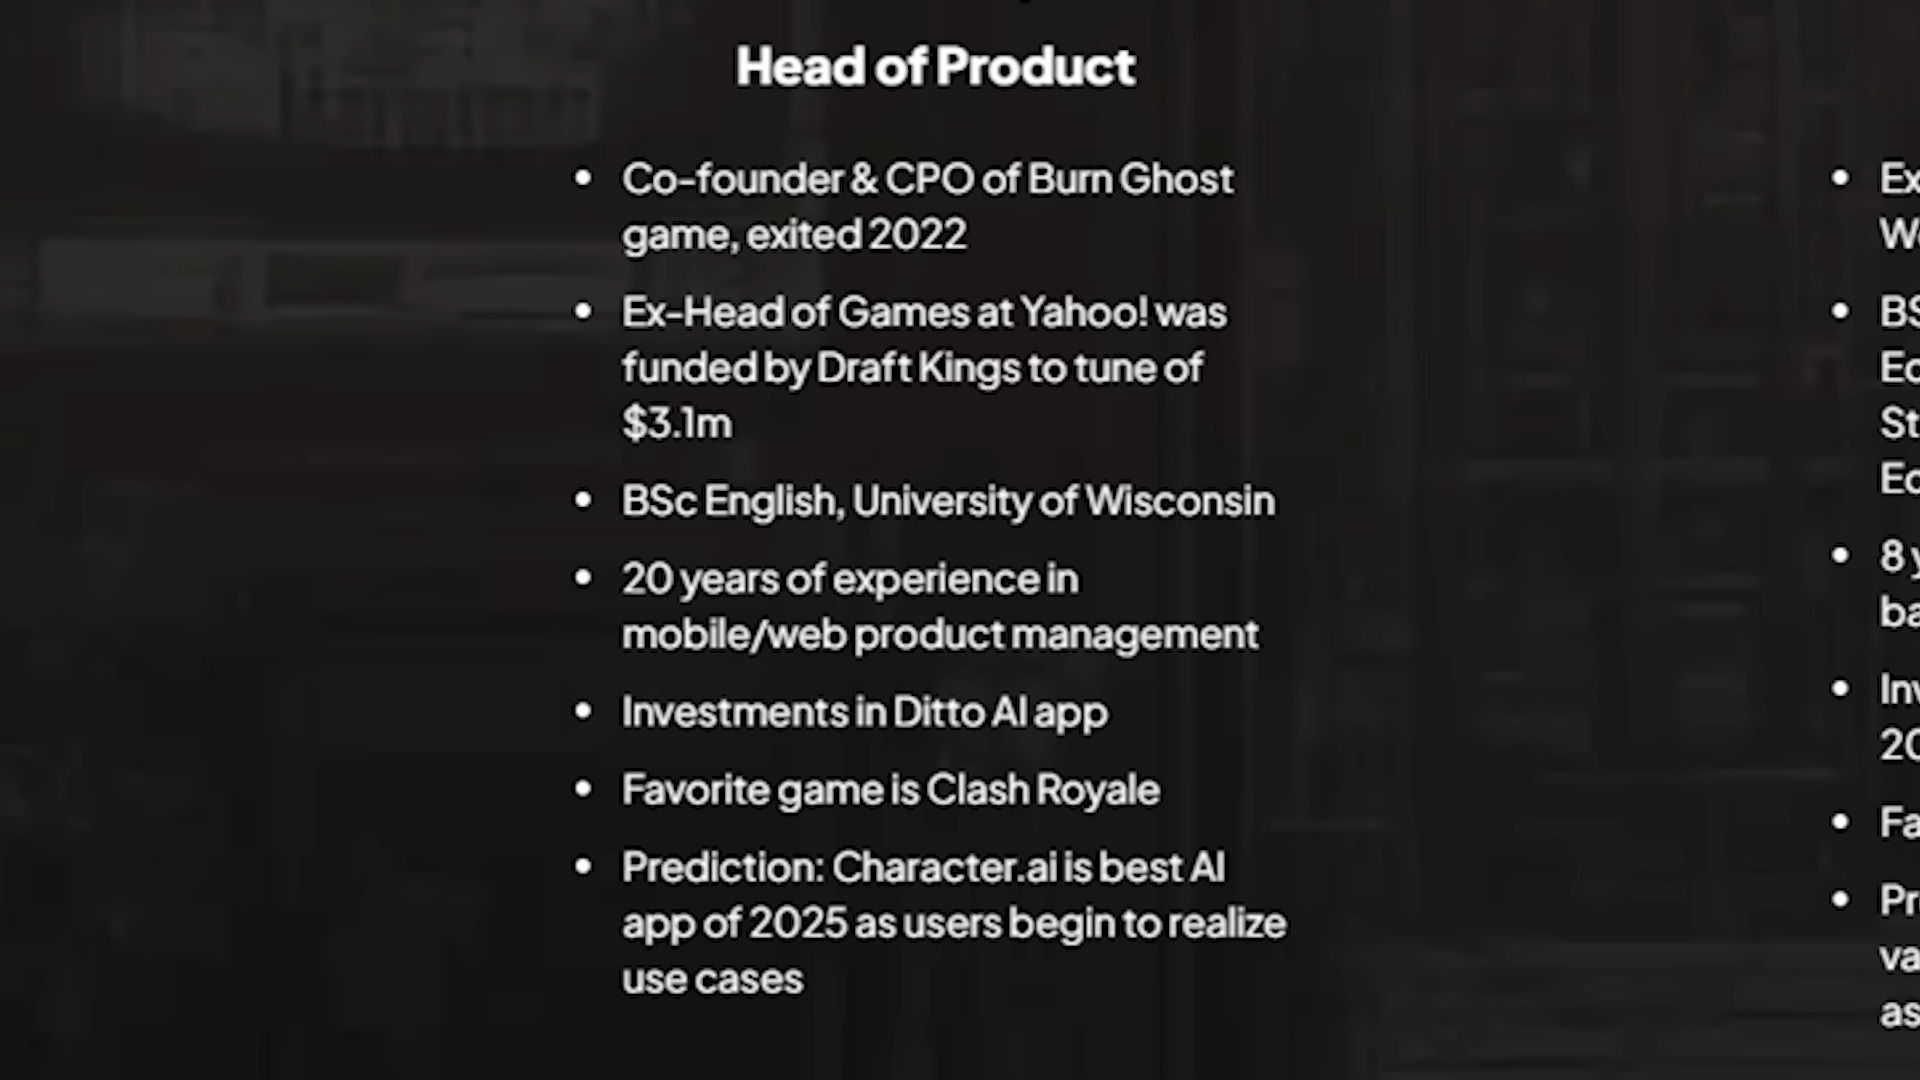 Head of Product
Co-founder & CPO of Burn Ghost
game, exited 2022
Ex-Head of Games at Yahoo! was
funded by Draft Kings to tune of
$3.1m
BSc English, University of Wisconsin
20 years of experience in
mobile/web product management
Investments in Ditto AI app
Favorite game is Clash Royale
Prediction: Character.ai is best AI
app of 2025 as users begin to realize
use cases
8